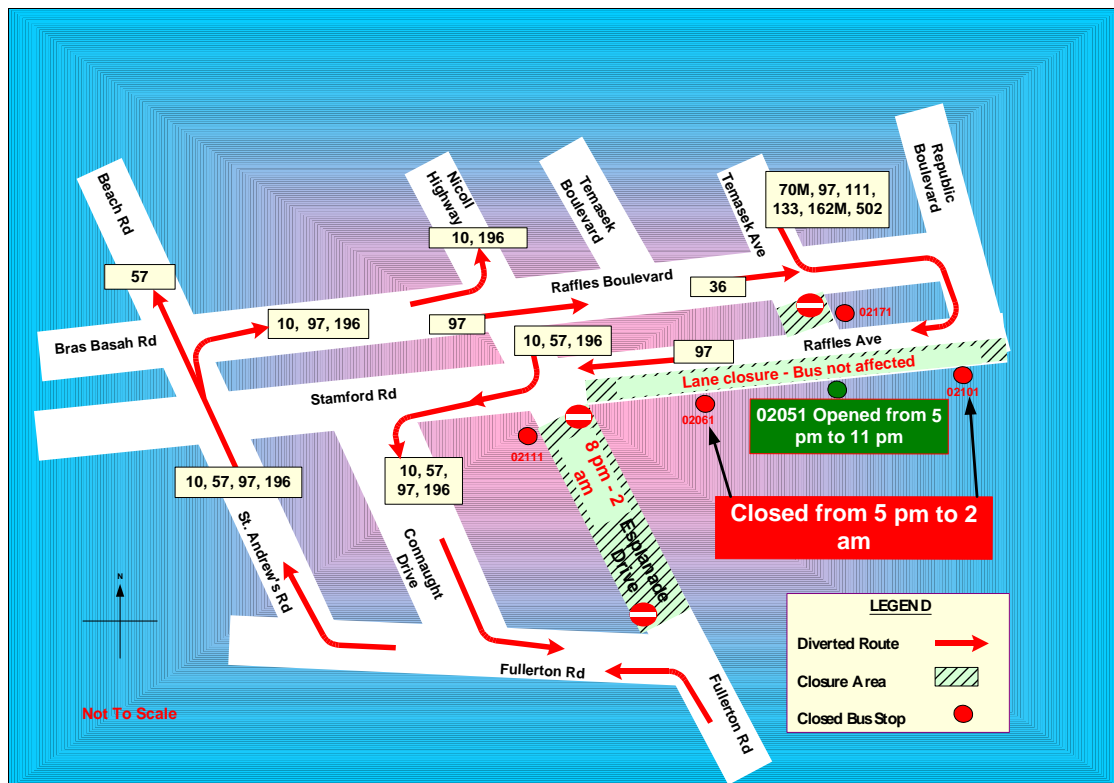 Beach Rd
Nicoll
Highway
Temasek
Boulevard
Temasek Ave
Republic
Boulevard
70M, 97, 111,
133, 162M, 502
10, 196
57
Raffles Boulevard
36
10, 97, 196
97
02171
Bras Basah Rd
10, 57, 196
97
Raffles Ave
Lane closure - Bus not affected
Stamford Rd
02061
02101
02051 Opened from 5
pm to 11 pm
02111
8 pm - 2
am
10, 57,
97, 196
10, 57, 97, 196
Closed from 5 pm to 2
am
St. Andrew's Rd
Connaught
Drive
Esplanade
Drive
N
Fullerton Rd
Fullerton Rd
Not To Scale
LEGEND
Diverted Route
Closure Area
Closed Bus Stop